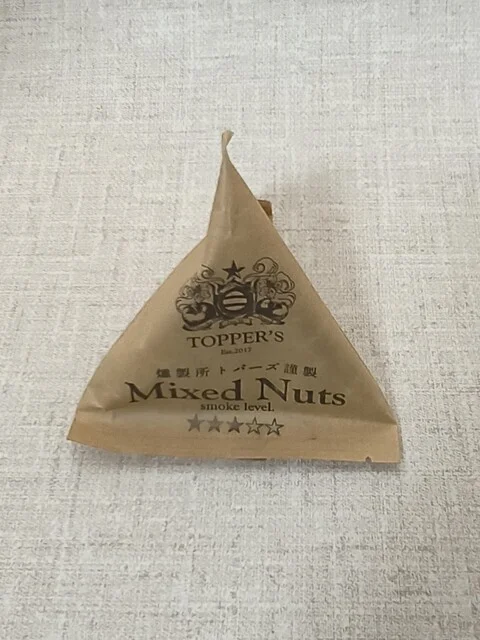 TOPPER'S
Est.2017
燻製所トパーズ謹製
Mixed Nuts
smoke level.
★★★☆☆